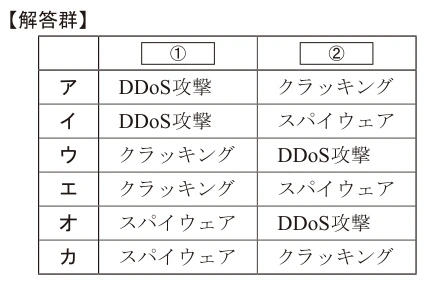 【解答群】
① ②
ア DDoS攻撃 クラッキング
イ DDoS攻撃 スパイウェア
ウ クラッキング DDoS攻撃
エ クラッキング スパイウェア
オ スパイウェア DDoS攻撃
カ スパイウェア クラッキング